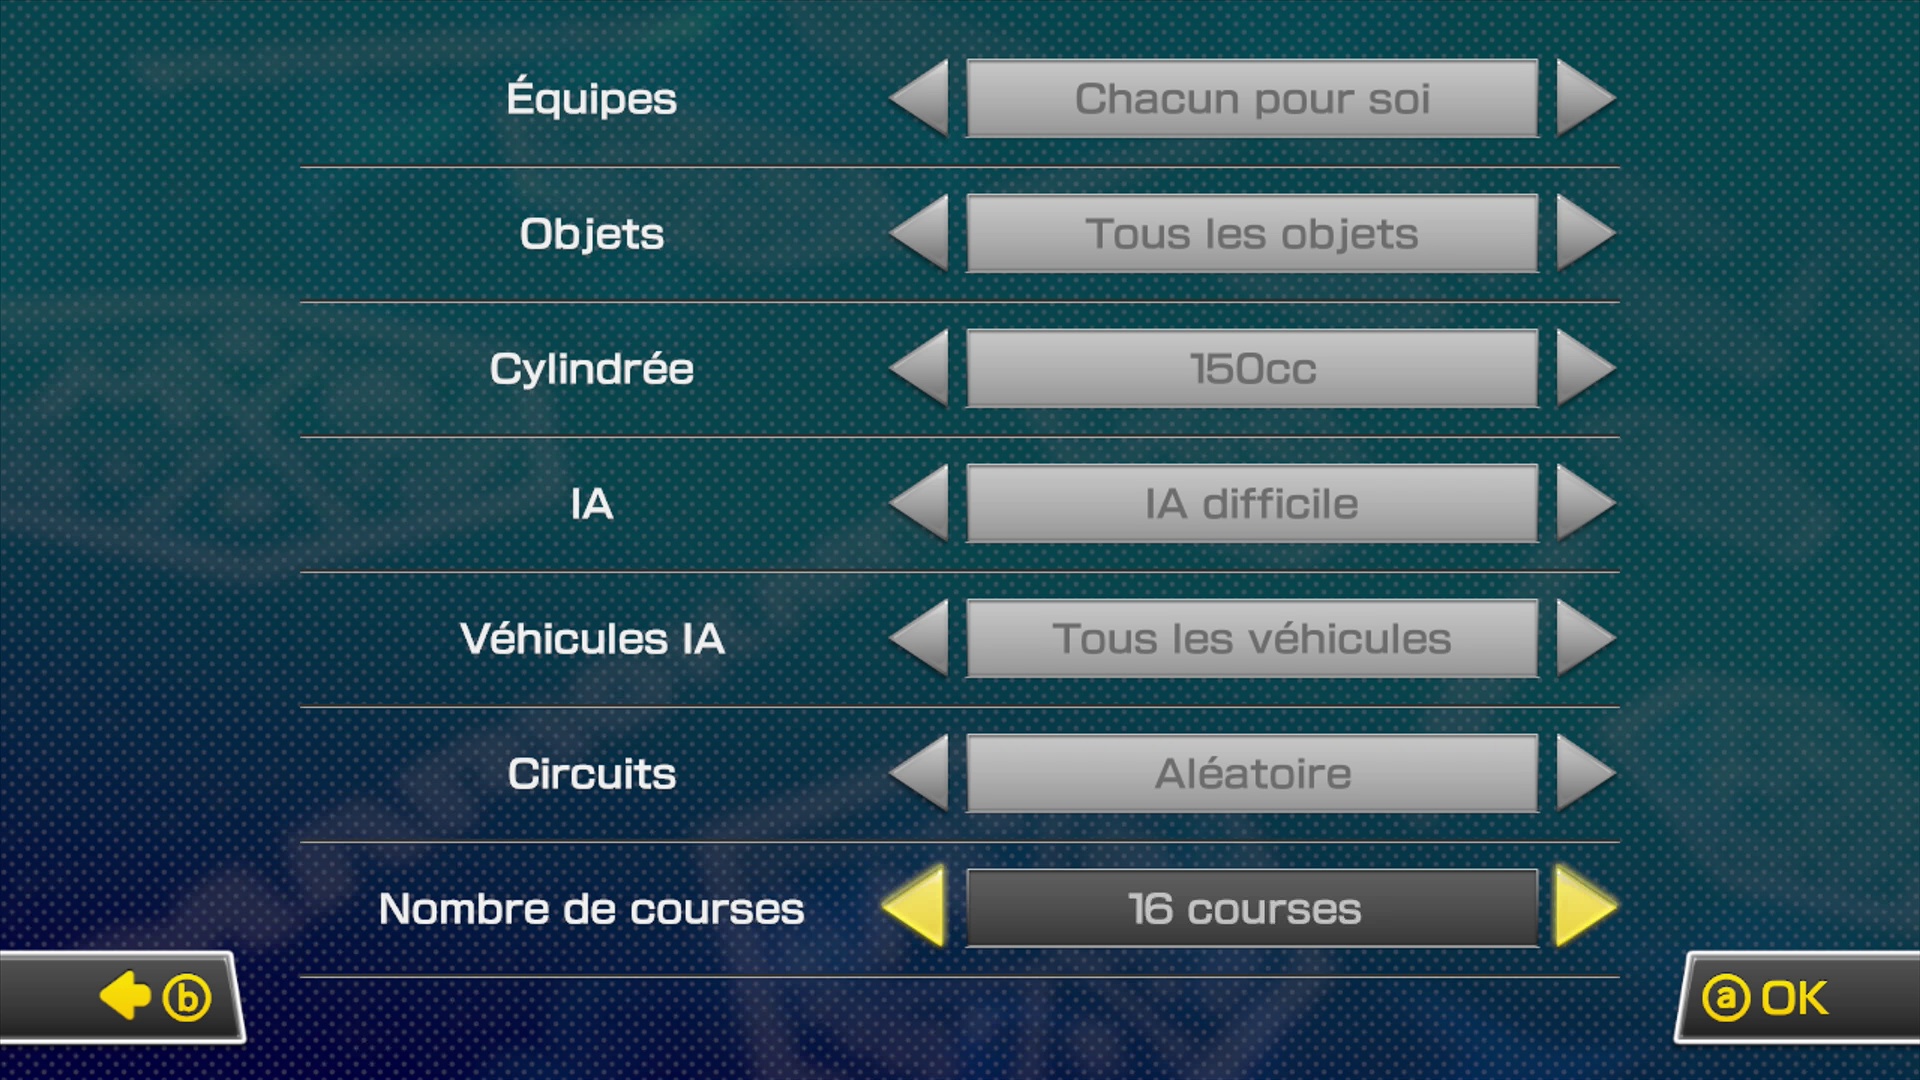 Équipes
Chacun pour soi
Objets
Tous les objets
Cylindrée
150cc
IA
IA difficile
Véhicules IA
Tous les véhicules
Circuits
Aléatoire
Nombre de courses
16 courses
b
a OK